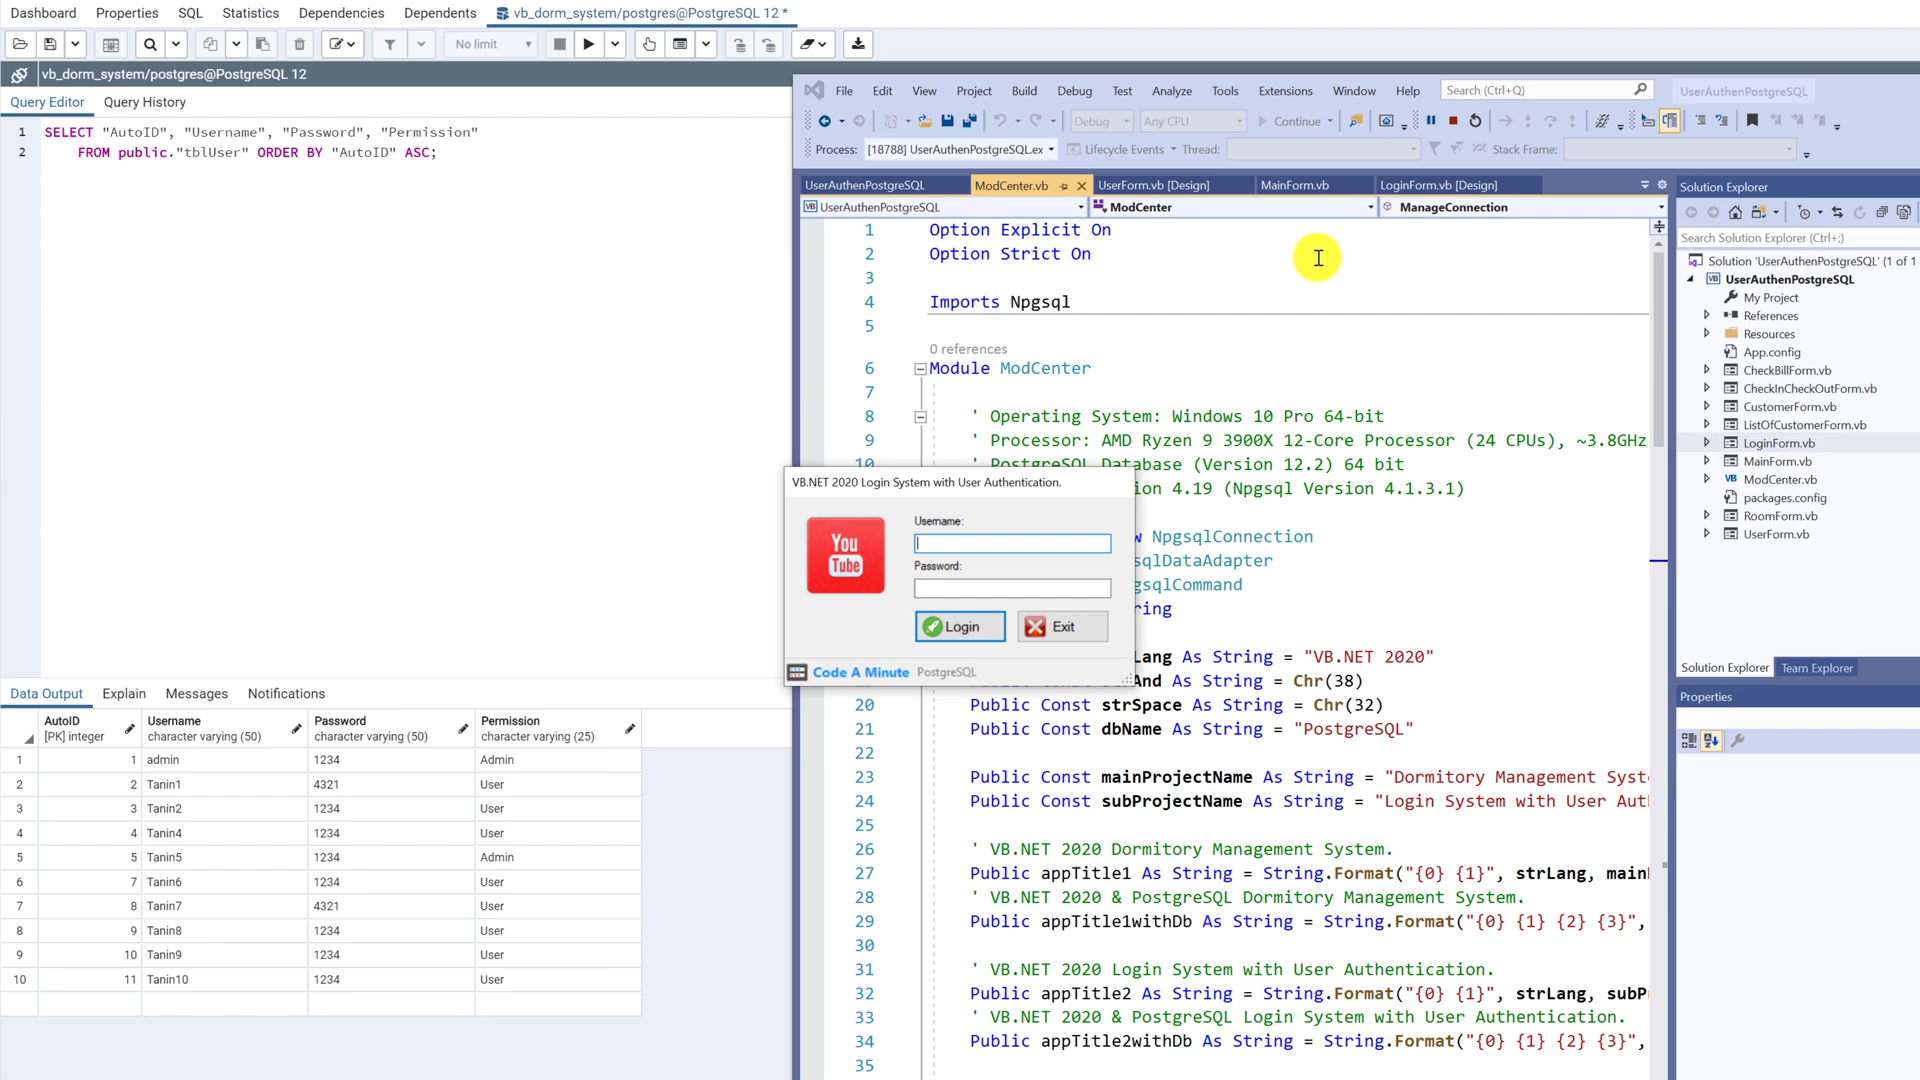 Dashboard Properties SQL Statistics Dependencies Dependents vb_dorm_system/postgres@PostgreSQL 12 *
No limit
vb_dorm_system/postgres@PostgreSQL 12
Query Editor Query History
1 SELECT "AutoID", "Username", "Password", "Permission"
2 FROM public."tblUser" ORDER BY "AutoID" ASC;
Data Output Explain Messages Notifications
AutoID Username Password Permission
[PK] integer character varying (50) character varying (50) character varying (25)
1 1 admin 1234 Admin
2 2 Tanin1 4321 User
3 3 Tanin2 1234 User
4 4 Tanin4 1234 User
5 5 Tanin5 1234 Admin
6 7 Tanin6 1234 User
7 8 Tanin7 4321 User
8 9 Tanin8 1234 User
9 10 Tanin9 1234 User
10 11 Tanin10 1234 User
File Edit View Project Build Debug Test Analyze Tools Extensions Window Help Search (Ctrl+Q) UserAuthenPostgreSQL
Debug Any CPU Continue
Process: [18788] UserAuthenPostgreSQL.ex Lifecycle Events Thread: Stack Frame:
UserAuthenPostgreSQL ModCenter.vb UserForm.vb [Design] MainForm.vb LoginForm.vb [Design]
VB UserAuthenPostgreSQL ModCenter ManageConnection
1 Option Explicit On
2 Option Strict On
3
4 Imports Npgsql
5
0 references
6 Module ModCenter
7
8 ' Operating System: Windows 10 Pro 64-bit
9 ' Processor: AMD Ryzen 9 3900X 12-Core Processor (24 CPUs), ~3.8GHz
10 ' PostgreSQL Database (Version 12.2) 64 bit
ion 4.19 (Npgsql Version 4.1.3.1)
w NpgsqlConnection
sqlDataAdapter
gsqlCommand
ring
Lang As String = "VB.NET 2020"
And As String = Chr(38)
20 Public Const strSpace As String = Chr(32)
21 Public Const dbName As String = "PostgreSQL"
22
23 Public Const mainProjectName As String = "Dormitory Management Syst
24 Public Const subProjectName As String = "Login System with User Aut
25
26 ' VB.NET 2020 Dormitory Management System.
27 Public appTitle1 As String = String.Format("{0} {1}", strLang, main
28 ' VB.NET 2020 & PostgreSQL Dormitory Management System.
29 Public appTitle1withDb As String = String.Format("{0} {1} {2} {3}",
30
31 ' VB.NET 2020 Login System with User Authentication.
32 Public appTitle2 As String = String.Format("{0} {1}", strLang, subP
33 ' VB.NET 2020 & PostgreSQL Login System with User Authentication.
34 Public appTitle2withDb As String = String.Format("{0} {1} {2} {3}",
35
VB.NET 2020 Login System with User Authentication.
You
Tube
Username:
Password:
Login Exit
Code A Minute PostgreSQL
Solution Explorer
Search Solution Explorer (Ctrl+;)
Solution 'UserAuthenPostgreSQL' (1 of 1
VB UserAuthenPostgreSQL
My Project
References
Resources
App.config
CheckBillForm.vb
CheckInCheckOutForm.vb
CustomerForm.vb
ListOfCustomerForm.vb
LoginForm.vb
MainForm.vb
VB ModCenter.vb
packages.config
RoomForm.vb
UserForm.vb
Solution Explorer Team Explorer
Properties